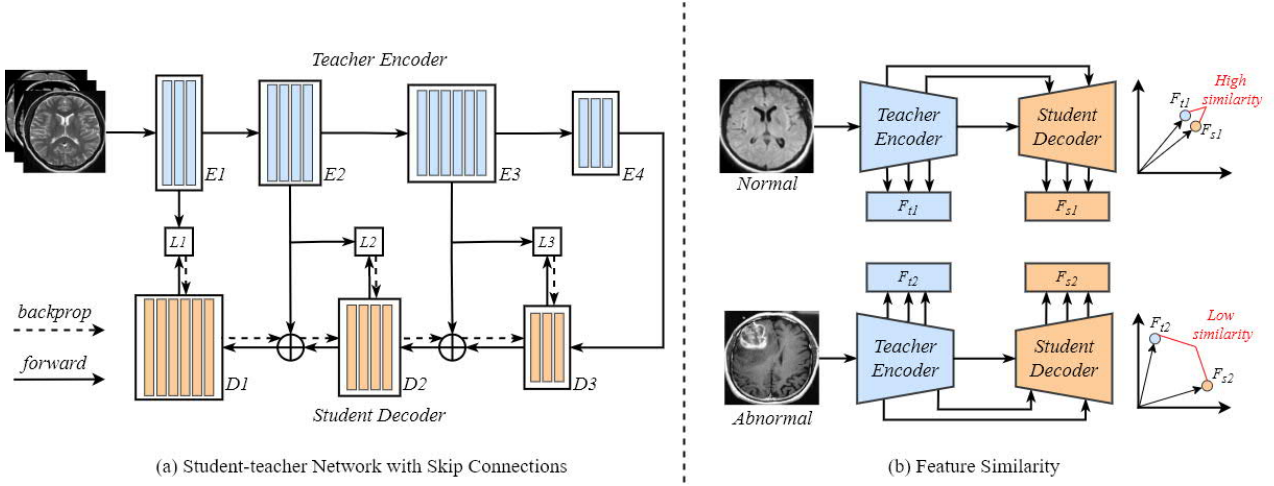 Teacher Encoder
E1
E2
E3
E4
L1
L2
L3
backprop
forward
D1
D2
D3
Student Decoder
(a) Student-teacher Network with Skip Connections
Normal
Teacher
Encoder
Student
Decoder
Ft1
Fs1
High
similarity
Ft1
Fs1
Ft2
Fs2
Abnormal
Teacher
Encoder
Student
Decoder
Low
similarity
Ft2
Fs2
(b) Feature Similarity